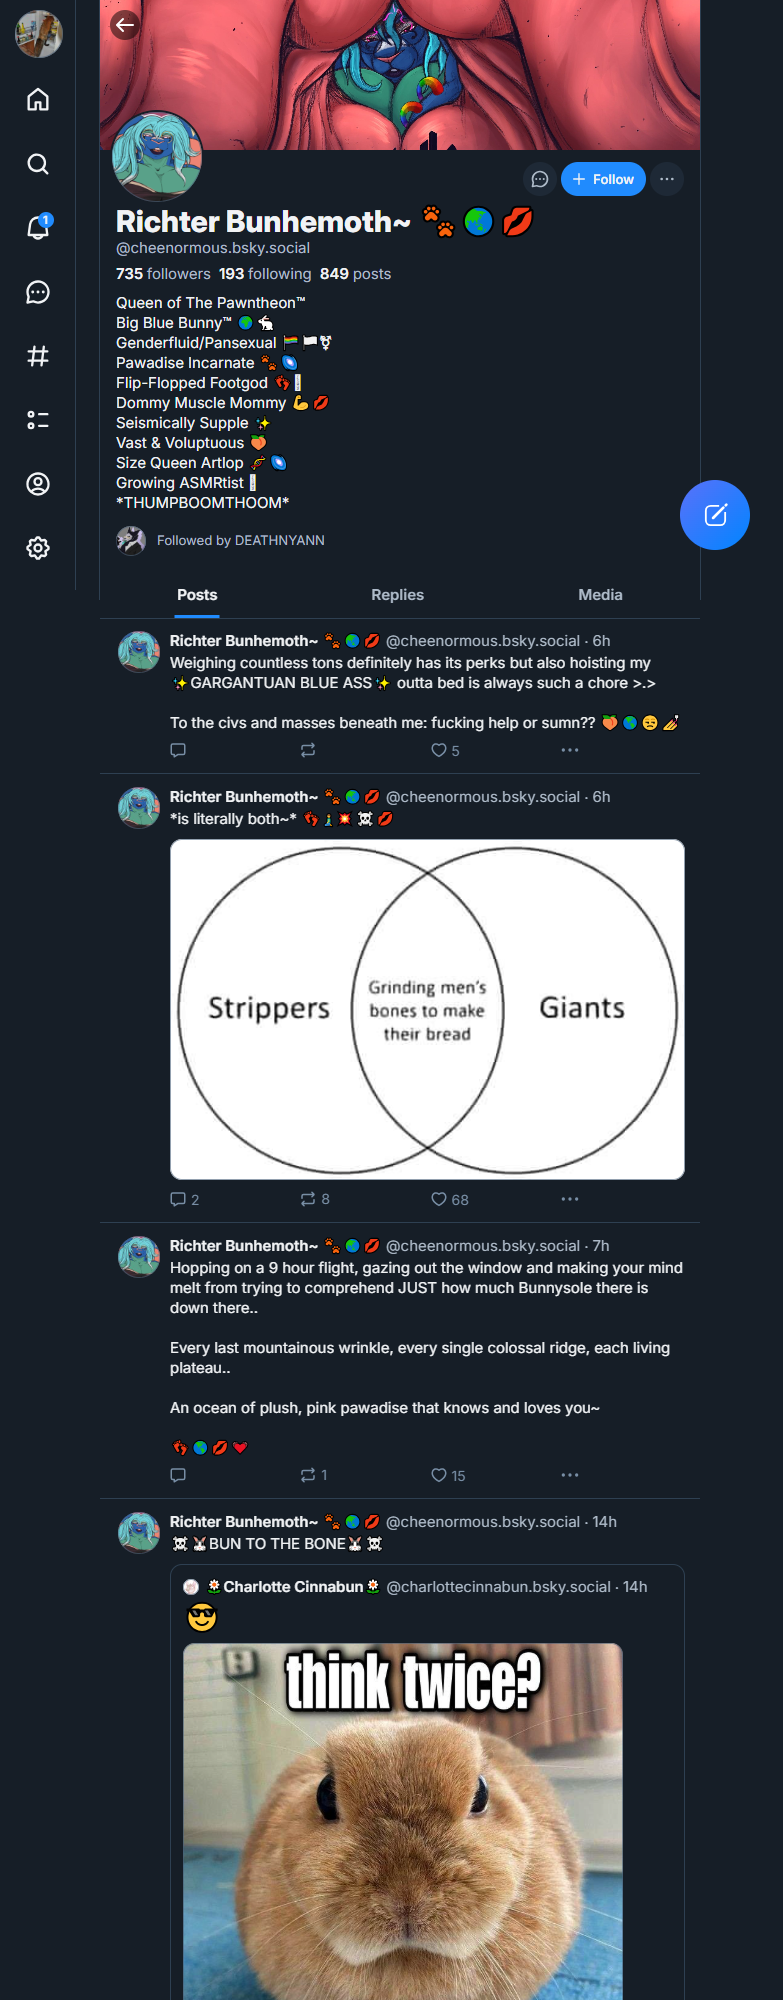 1
Follow
Richter Bunhemoth~ 🐾🌏💋
@cheenormous.bsky.social
735 followers 193 following 849 posts
Queen of The Pawntheon™
Big Blue Bunny™ 🌏🐇
Genderfluid/Pansexual 🏳️‍🌈🏳️‍⚧️
Pawadise Incarnate 🐾🌌
Flip-Flopped Footgod 👣
Dommy Muscle Mommy 💪💋
Seismically Supple ✨
Vast & Voluptuous 🍑
Size Queen Artlop
Growing ASMRtist
*THUMPBOOMTHOOM*
Followed by DEATHNYANN
Posts Replies Media
Richter Bunhemoth~ 🐾🌏💋 @cheenormous.bsky.social · 6h
Weighing countless tons definitely has its perks but also hoisting my
✨GARGANTUAN BLUE ASS✨ outta bed is always such a chore >.>
To the civs and masses beneath me: fucking help or sumn?? 🍑🌏😒💅
5
Richter Bunhemoth~ 🐾🌏💋 @cheenormous.bsky.social · 6h
*is literally both~* 👣🧎💥☠️💋
Strippers
Grinding men's
bones to make
their bread
Giants
2 8 68
Richter Bunhemoth~ 🐾🌏💋 @cheenormous.bsky.social · 7h
Hopping on a 9 hour flight, gazing out the window and making your mind
melt from trying to comprehend JUST how much Bunnysole there is
down there..
Every last mountainous wrinkle, every single colossal ridge, each living
plateau..
An ocean of plush, pink pawadise that knows and loves you~
👣🌏💋💓
1 15
Richter Bunhemoth~ 🐾🌏💋 @cheenormous.bsky.social · 14h
☠️🐰BUN TO THE BONE🐰☠️
🌼Charlotte Cinnabun🌼 @charlottecinnabun.bsky.social · 14h
😎
think twice?